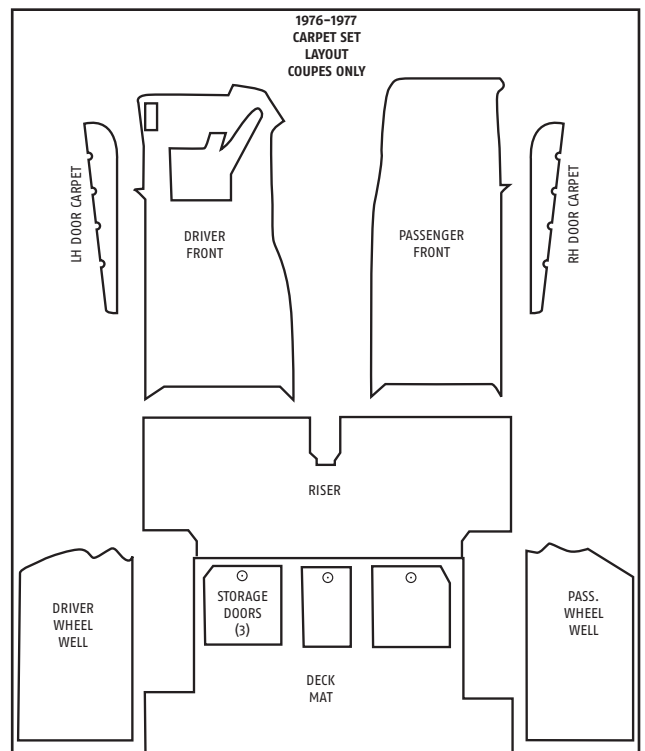 1976-1977
CARPET SET
LAYOUT
COUPES ONLY
LH DOOR CARPET
DRIVER
FRONT
PASSENGER
FRONT
RH DOOR CARPET
RISER
DRIVER
WHEEL
WELL
STORAGE
DOORS
(3)
DECK
MAT
PASS.
WHEEL
WELL